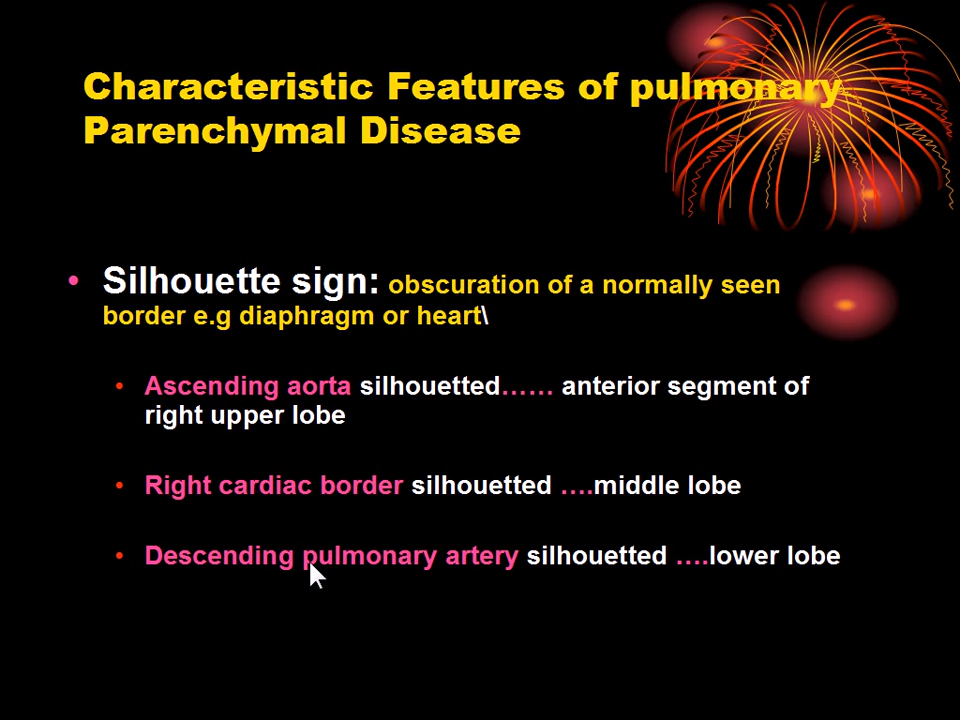 Characteristic Features of pulmonary
Parenchymal Disease
• Silhouette sign: obscuration of a normally seen
border e.g diaphragm or heart\
• Ascending aorta silhouetted…… anterior segment of
right upper lobe
• Right cardiac border silhouetted ….middle lobe
• Descending pulmonary artery silhouetted ….lower lobe